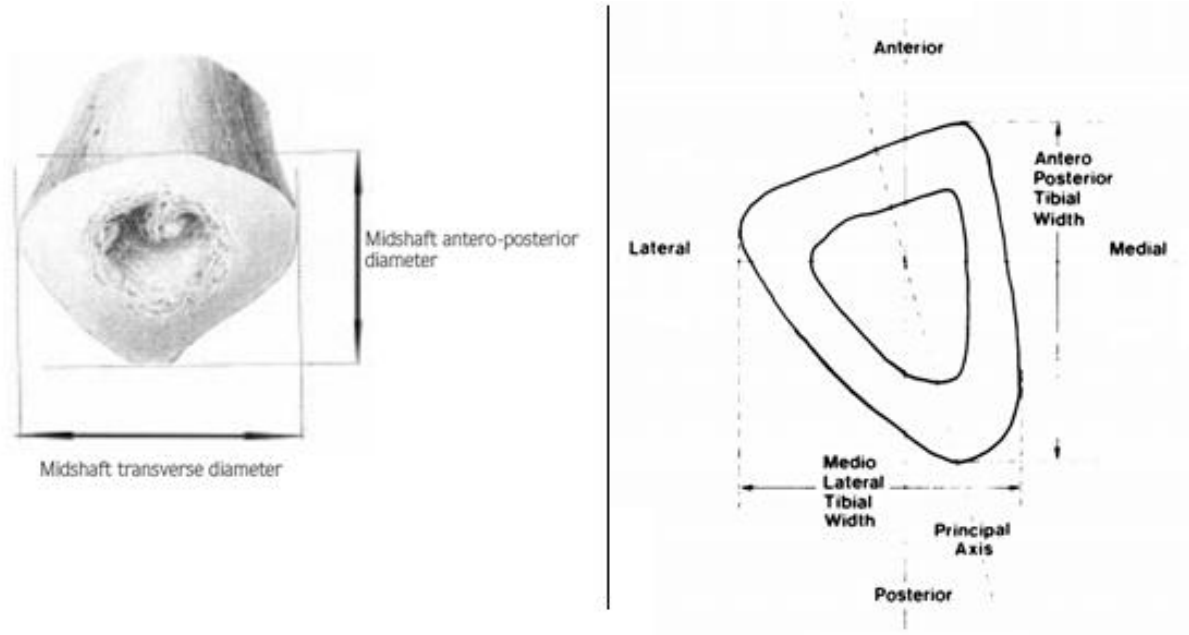 Midshaft antero-posterior
diameter
Midshaft transverse diameter
Anterior
Antero
Posterior
Tibial
Width
Lateral
Medial
Medio
Lateral
Tibial
Width
Principal
Axis
Posterior